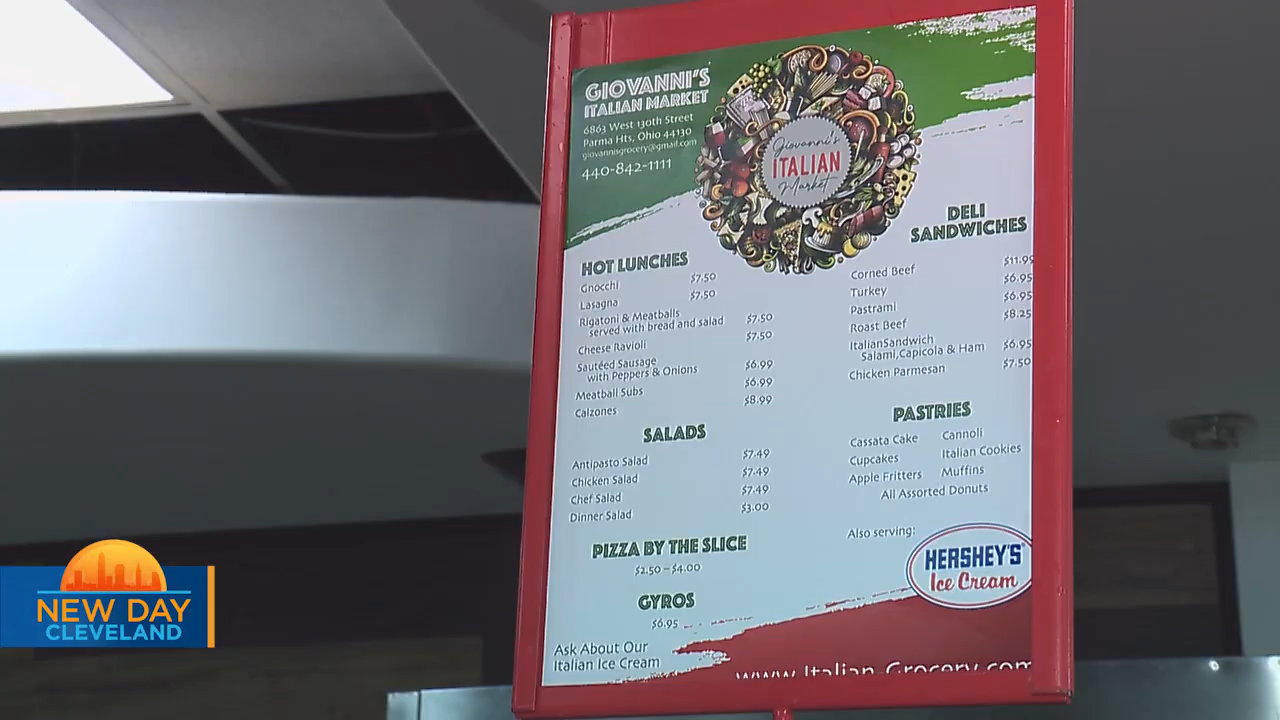 GIOVANNI'S
ITALIAN MARKET
6863 West 130th Street
Parma Hts, Ohio 44130
giovannisgrocery@gmail.com
440-842-1111
Giovanni's
ITALIAN
Market
HOT LUNCHES
Gnocchi $7.50
Lasagna $7.50
Rigatoni & Meatballs
served with bread and salad $7.50
Cheese Ravioli $7.50
Sautéed Sausage
with Peppers & Onions $6.99
Meatball Subs $6.99
Calzones $8.99
SALADS
Antipasto Salad $7.49
Chicken Salad $7.49
Chef Salad $7.49
Dinner Salad $3.00
PIZZA BY THE SLICE
$2.50 – $4.00
GYROS
$6.95
Ask About Our
Italian Ice Cream
DELI
SANDWICHES
Corned Beef $11.99
Turkey $6.95
Pastrami $6.95
Roast Beef $8.25
ItalianSandwich
Salami,Capicola & Ham $6.95
Chicken Parmesan $7.50
PASTRIES
Cassata Cake Cannoli
Cupcakes Italian Cookies
Apple Fritters Muffins
All Assorted Donuts
Also serving:
HERSHEY'S
Ice Cream
www.Italian-Grocery.com
NEW DAY
CLEVELAND